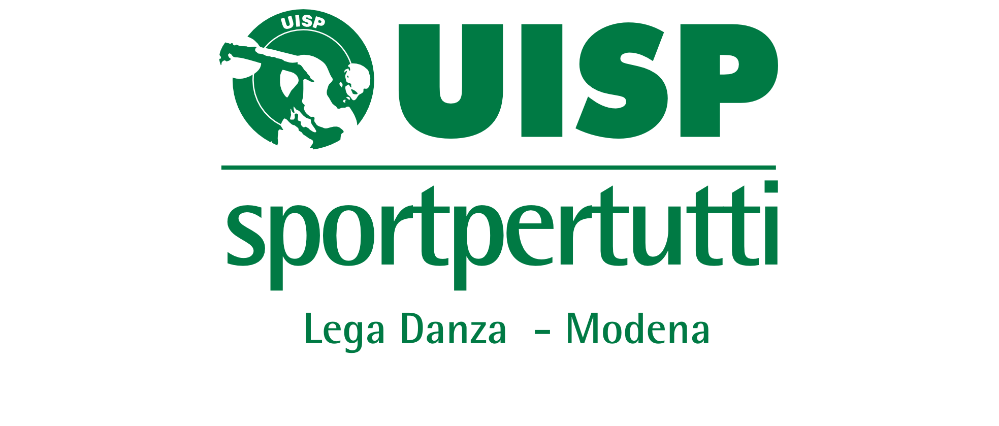 UISP
UISP
sportpertutti
Lega Danza - Modena